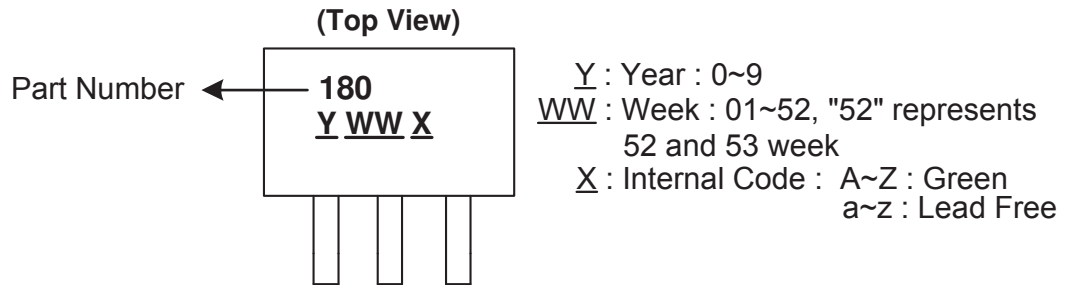 (Top View)
Part Number
180
Y WW X
Y : Year : 0~9
WW : Week : 01~52, "52" represents
52 and 53 week
X : Internal Code : A~Z : Green
a~z : Lead Free